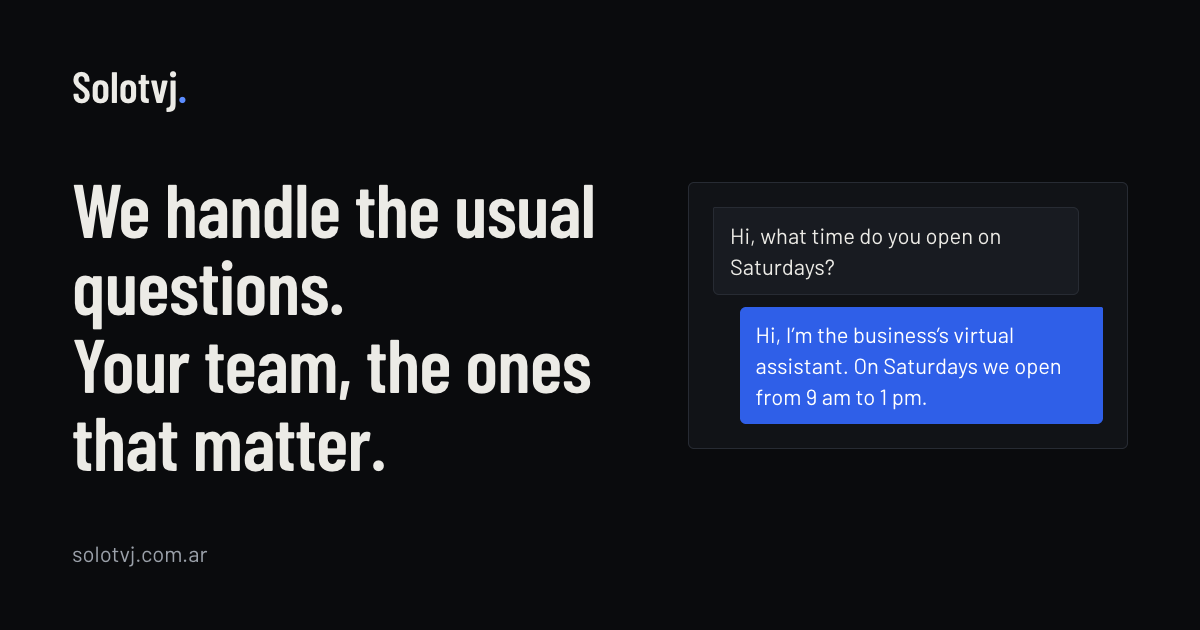 Solotvj.
We handle the usual
questions.
Your team, the ones
that matter.
solotvj.com.ar
Hi, what time do you open on
Saturdays?
Hi, I’m the business’s virtual
assistant. On Saturdays we open
from 9 am to 1 pm.